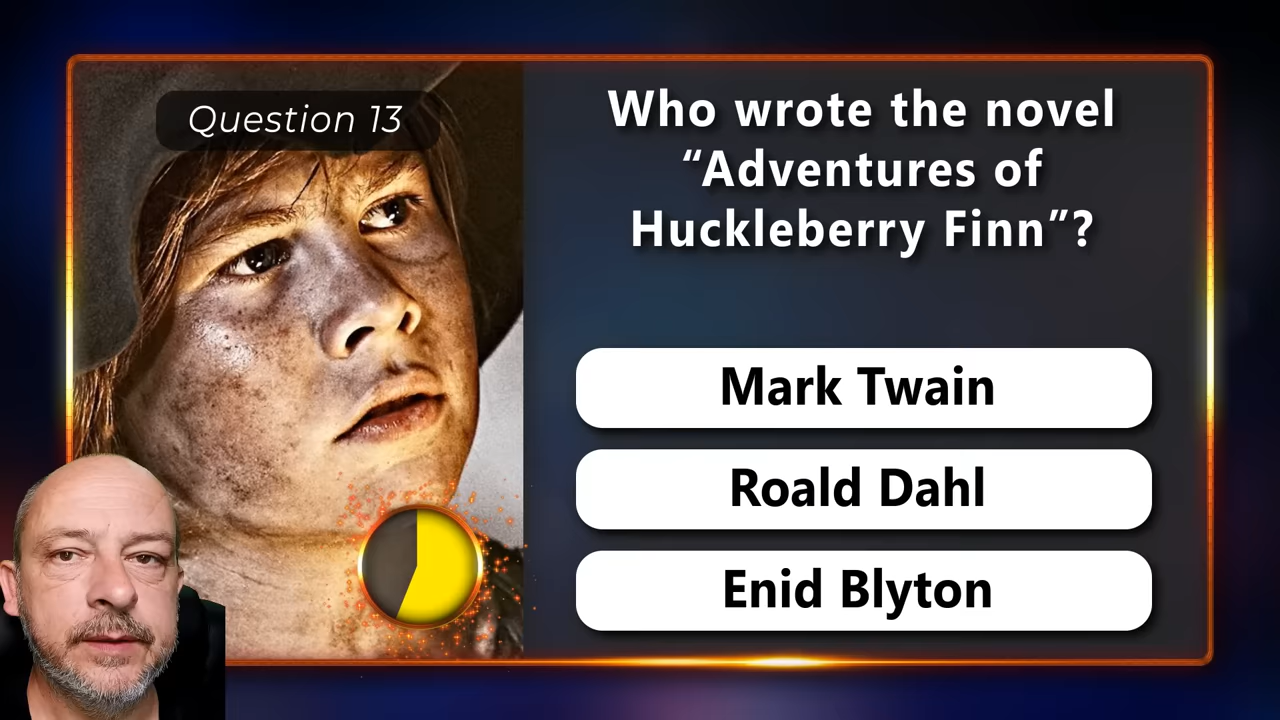 Question 13
Who wrote the novel
“Adventures of
Huckleberry Finn”?
Mark Twain
Roald Dahl
Enid Blyton